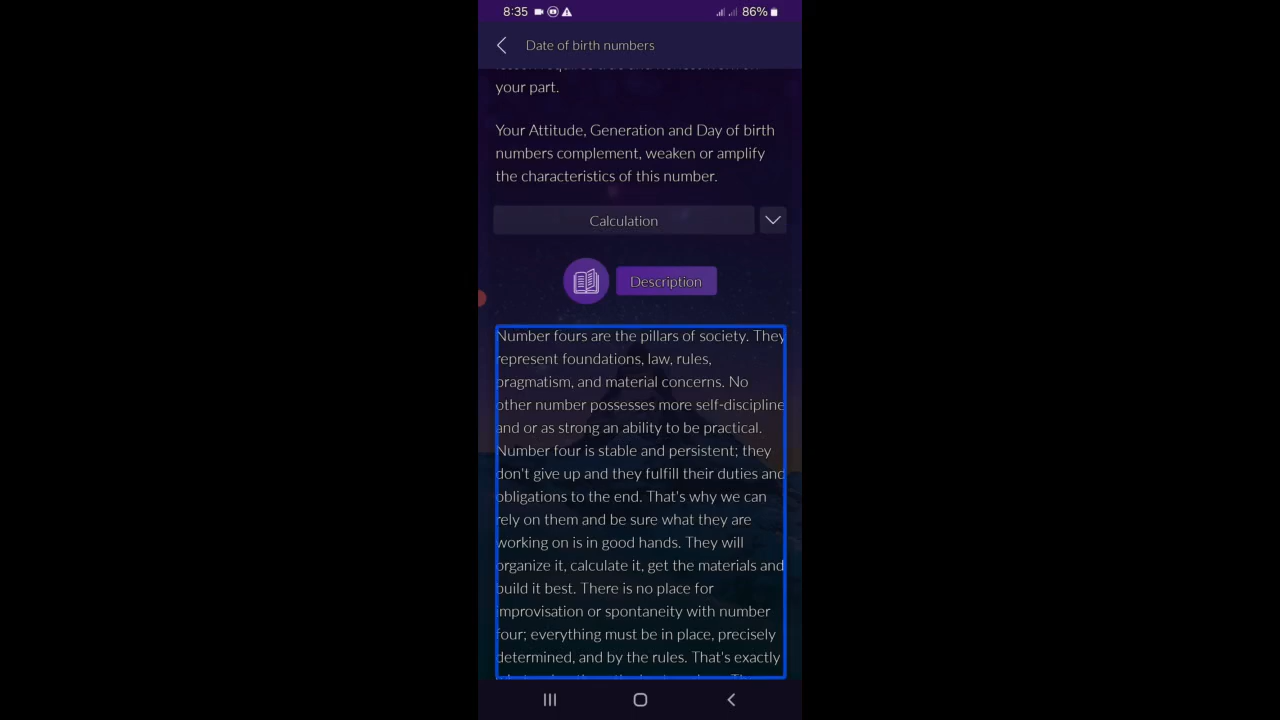 8:35
86%
Date of birth numbers
your part.
Your Attitude, Generation and Day of birth
numbers complement, weaken or amplify
the characteristics of this number.
Calculation
Description
Number fours are the pillars of society. They
represent foundations, law, rules,
pragmatism, and material concerns. No
other number possesses more self-discipline
and or as strong an ability to be practical.
Number four is stable and persistent; they
don't give up and they fulfill their duties and
obligations to the end. That's why we can
rely on them and be sure what they are
working on is in good hands. They will
organize it, calculate it, get the materials and
build it best. There is no place for
improvisation or spontaneity with number
four; everything must be in place, precisely
determined, and by the rules. That's exactly